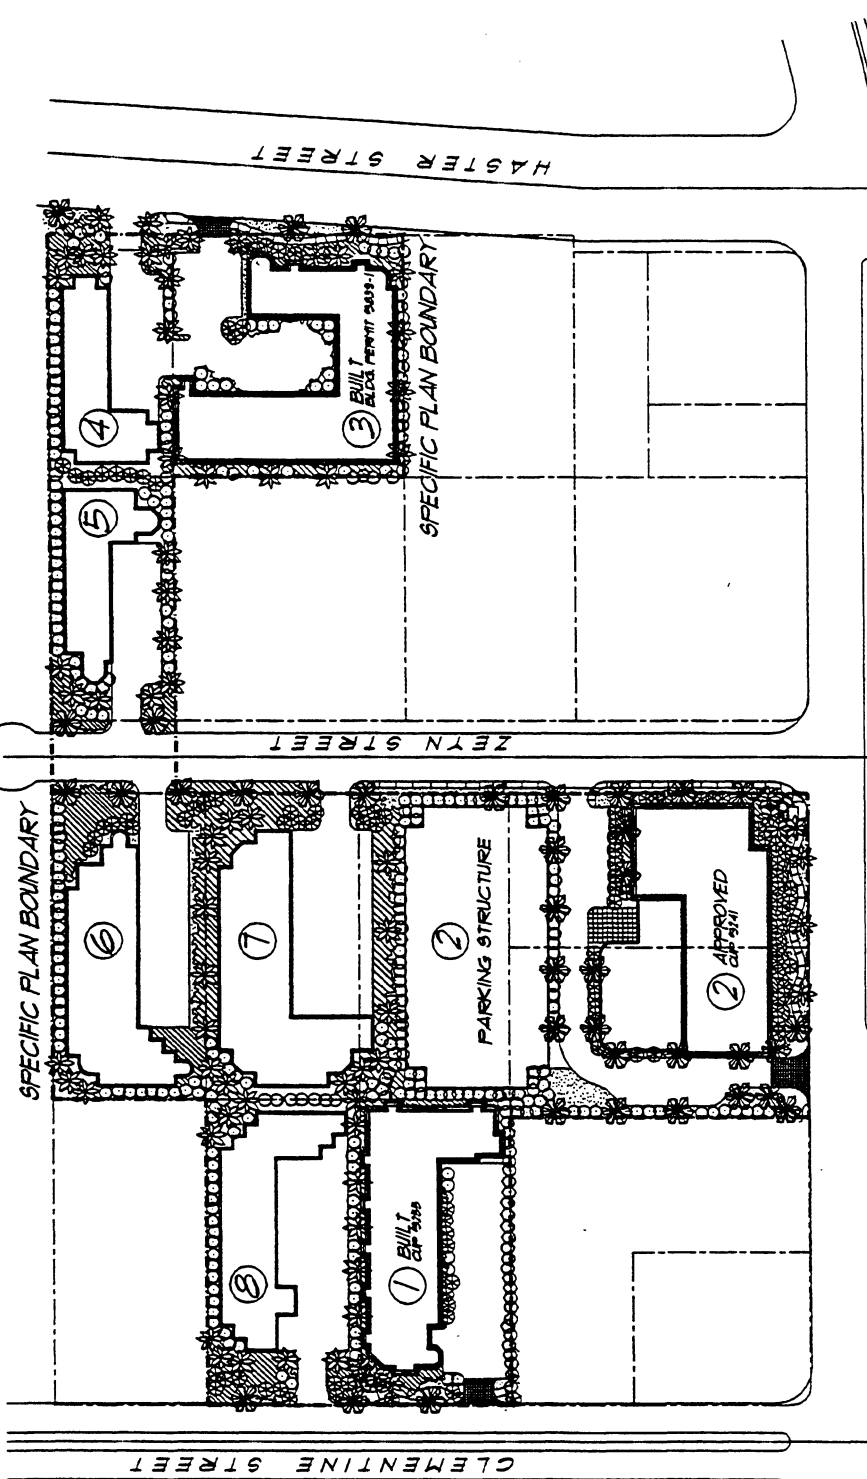 HASTER STREET
SPECIFIC PLAN BOUNDARY
3 BUILT
4
5
ZEYN STREET
SPECIFIC PLAN BOUNDARY
6
7
2
PARKING STRUCTURE
2 APPROVED
8
1 BUILT
CLEMENTINE STREET